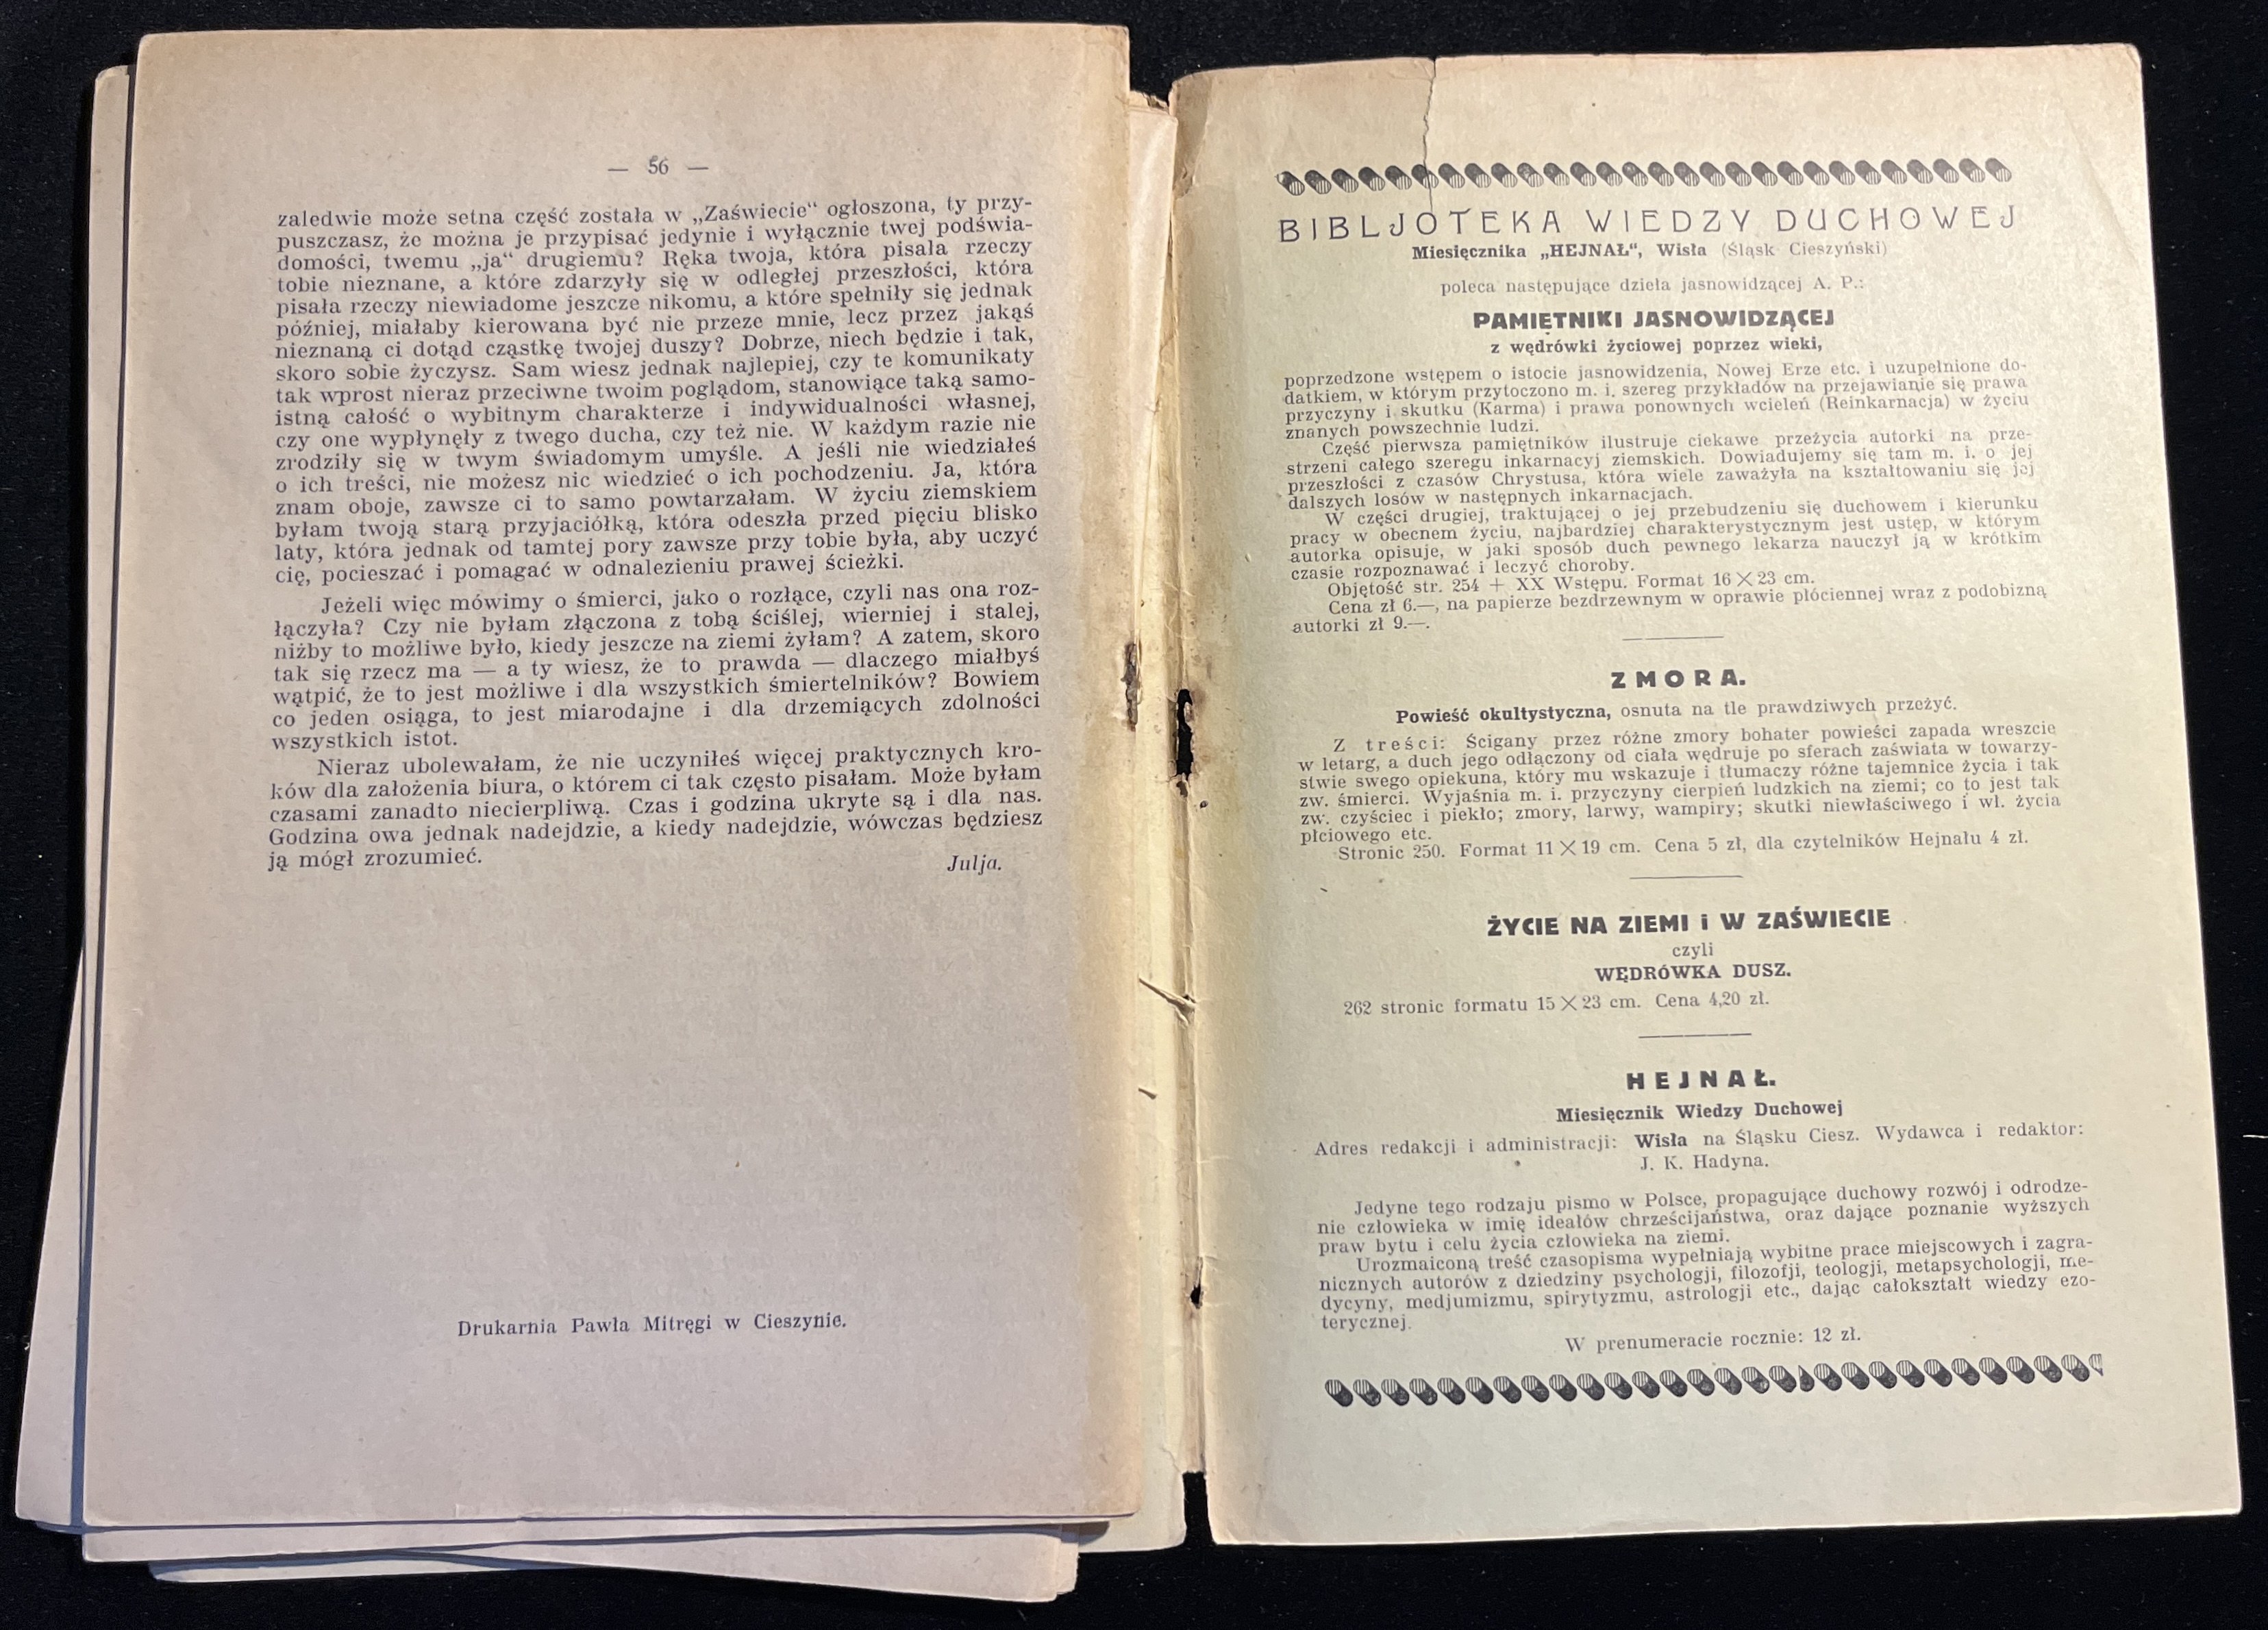 — 56 —
zaledwie może setna część została w „Zaświecie“ ogłoszona, ty przy-
puszczasz, że można je przypisać jedynie i wyłącznie twej podświa-
domości, twemu „ja“ drugiemu? Ręka twoja, która pisała rzeczy
tobie nieznane, a które zdarzyły się w odległej przeszłości, która
pisała rzeczy niewiadome jeszcze nikomu, a które spełniły się jednak
później, miałaby kierowana być nie przeze mnie, lecz przez jakąś
nieznaną ci dotąd cząstkę twojej duszy? Dobrze, niech będzie i tak,
skoro sobie życzysz. Sam wiesz jednak najlepiej, czy te komunikaty
tak wprost nieraz przeciwne twoim poglądom, stanowiące taką samo-
istną całość o wybitnym charakterze i indywidualności własnej,
czy one wypłynęły z twego ducha, czy też nie. W każdym razie nie
zrodziły się w twym świadomym umyśle. A jeśli nie wiedziałeś
o ich treści, nie możesz nic wiedzieć o ich pochodzeniu. Ja, która
znam oboje, zawsze ci to samo powtarzałam. W życiu ziemskiem
byłam twoją starą przyjaciółką, która odeszła przed pięciu blisko
laty, która jednak od tamtej pory zawsze przy tobie była, aby uczyć
cię, pocieszać i pomagać w odnalezieniu prawej ścieżki.
Jeżeli więc mówimy o śmierci, jako o rozłące, czyli nas ona roz-
łączyła? Czy nie byłam złączona z tobą ściślej, wierniej i stalej,
niżby to możliwe było, kiedy jeszcze na ziemi żyłam? A zatem, skoro
tak się rzecz ma — a ty wiesz, że to prawda — dlaczego miałbyś
wątpić, że to jest możliwe i dla wszystkich śmiertelników? Bowiem
co jeden osiąga, to jest miarodajne i dla drzemiących zdolności
wszystkich istot.
Nieraz ubolewałam, że nie uczyniłeś więcej praktycznych kro-
ków dla założenia biura, o którem ci tak często pisałam. Może byłam
czasami zanadto niecierpliwą. Czas i godzina ukryte są i dla nas.
Godzina owa jednak nadejdzie, a kiedy nadejdzie, wówczas będziesz
ją mógł zrozumieć.
Julja.
Drukarnia Pawła Mitręgi w Cieszynie.
BIBLJOTEKA WIEDZY DUCHOWEJ
Miesięcznika „HEJNAŁ“, Wisła (Śląsk Cieszyński)
poleca następujące dzieła jasnowidzącej A. P.:
PAMIĘTNIKI JASNOWIDZĄCEJ
z wędrówki życiowej poprzez wieki,
poprzedzone wstępem o istocie jasnowidzenia, Nowej Erze etc. i uzupełnione do-
datkiem, w którym przytoczono m. i. szereg przykładów na przejawianie się prawa
przyczyny i skutku (Karma) i prawa ponownych wcieleń (Reinkarnacja) w życiu
znanych powszechnie ludzi.
Część pierwsza pamiętników ilustruje ciekawe przeżycia autorki na prze-
strzeni całego szeregu inkarnacyj ziemskich. Dowiadujemy się tam m. i. o jej
przeszłości z czasów Chrystusa, która wiele zaważyła na kształtowaniu się jej
dalszych losów w następnych inkarnacjach.
W części drugiej, traktującej o jej przebudzeniu się duchowem i kierunku
pracy w obecnem życiu, najbardziej charakterystycznym jest ustęp, w którym
autorka opisuje, w jaki sposób duch pewnego lekarza nauczył ją w krótkim
czasie rozpoznawać i leczyć choroby.
Objętość str. 254 + XX Wstępu. Format 16 × 23 cm.
Cena zł 6.—, na papierze bezdrzewnym w oprawie płóciennej wraz z podobizną
autorki zł 9.—.
ZMORA.
Powieść okultystyczna, osnuta na tle prawdziwych przeżyć.
Z treści: Ścigany przez różne zmory bohater powieści zapada wreszcie
w letarg, a duch jego odłączony od ciała wędruje po sferach zaświata w towarzy-
stwie swego opiekuna, który mu wskazuje i tłumaczy różne tajemnice życia i tak
zw. śmierci. Wyjaśnia m. i. przyczyny cierpień ludzkich na ziemi; co to jest tak
zw. czyściec i piekło; zmory, larwy, wampiry; skutki niewłaściwego i wł. życia
płciowego etc.
Stronic 250. Format 11 × 19 cm. Cena 5 zł, dla czytelników Hejnału 4 zł.
ŻYCIE NA ZIEMI i W ZAŚWIECIE
czyli
WĘDRÓWKA DUSZ.
262 stronic formatu 15 × 23 cm. Cena 4,20 zł.
HEJNAŁ.
Miesięcznik Wiedzy Duchowej
Adres redakcji i administracji: Wisła na Śląsku Ciesz. Wydawca i redaktor:
J. K. Hadyna.
Jedyne tego rodzaju pismo w Polsce, propagujące duchowy rozwój i odrodze-
nie człowieka w imię ideałów chrześcijaństwa, oraz dające poznanie wyższych
praw bytu i celu życia człowieka na ziemi.
Urozmaiconą treść czasopisma wypełniają wybitne prace miejscowych i zagra-
nicznych autorów z dziedziny psychologji, filozofji, teologji, metapsychologji, me-
dycyny, medjumizmu, spirytyzmu, astrologji etc., dając całokształt wiedzy ezo-
terycznej.
W prenumeracie rocznie: 12 zł.